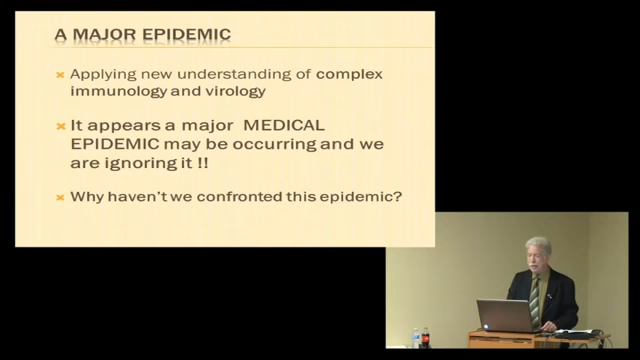 A MAJOR EPIDEMIC
Applying new understanding of complex
immunology and virology
It appears a major MEDICAL
EPIDEMIC may be occurring and we
are ignoring it !!
Why haven't we confronted this epidemic?